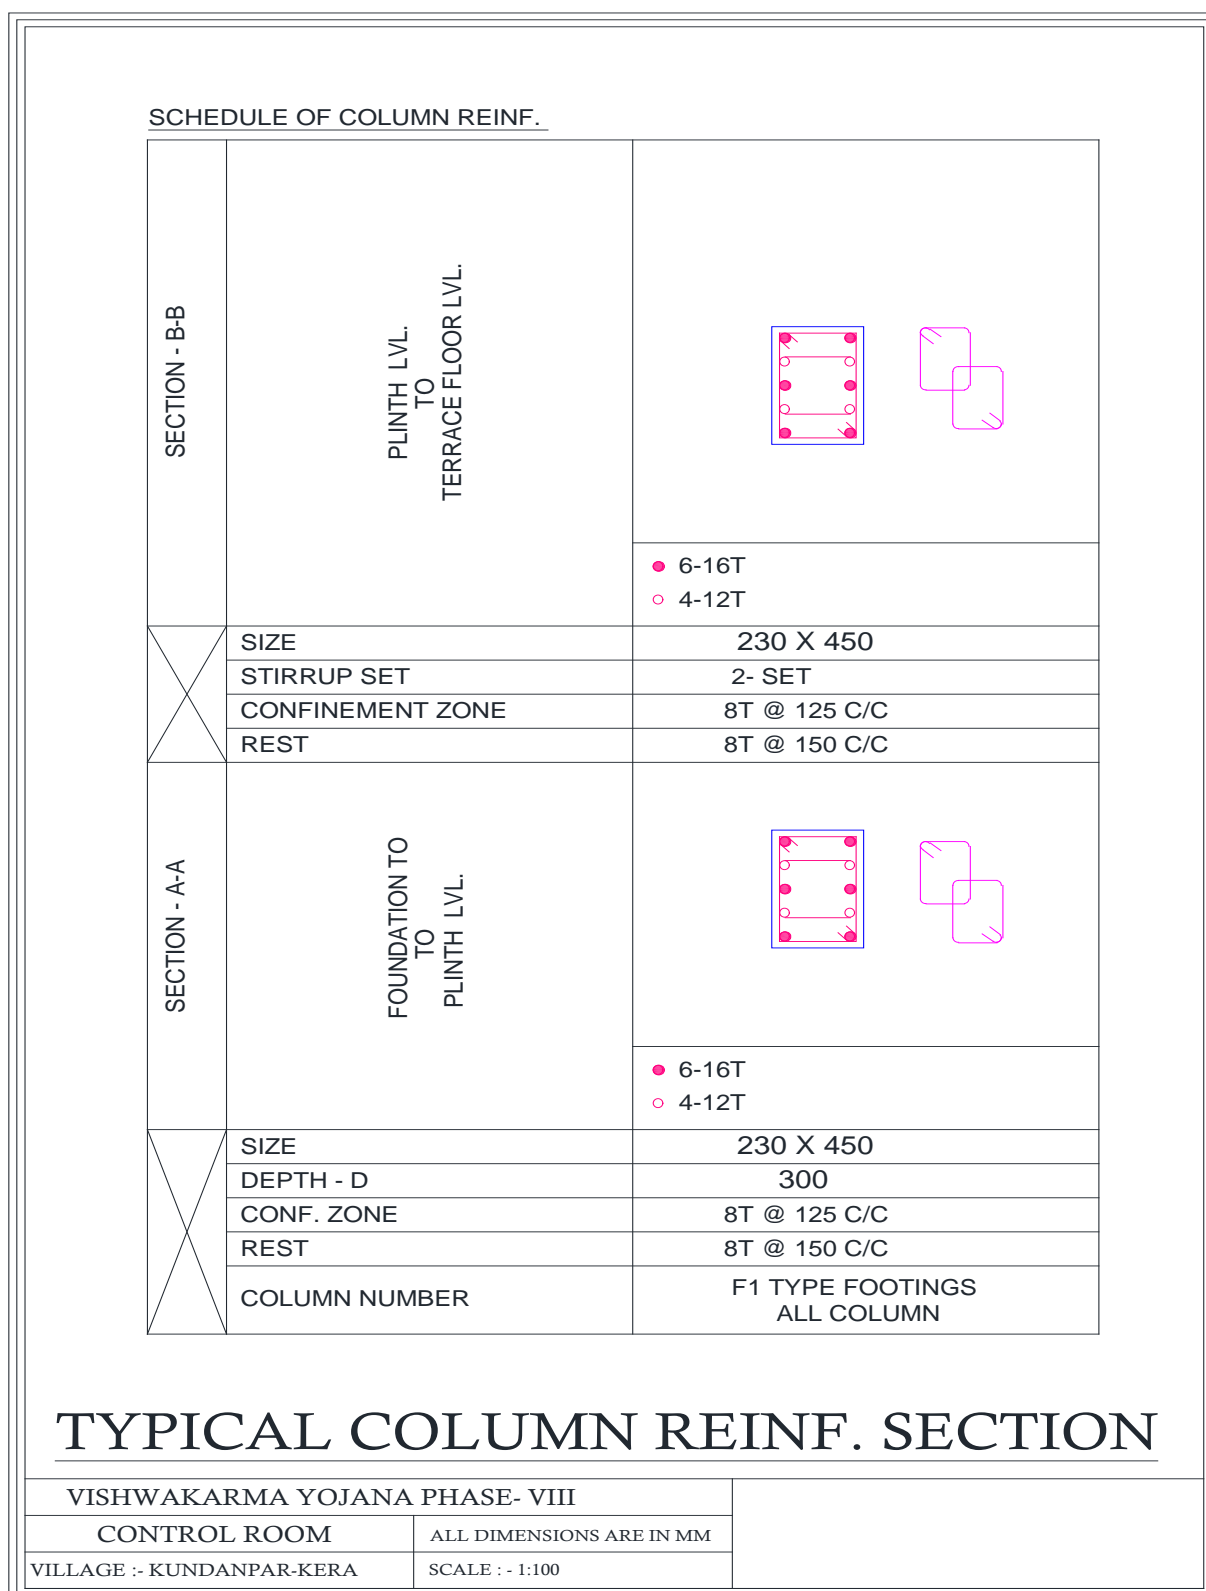 SCHEDULE OF COLUMN REINF.
SECTION - B-B
PLINTH LVL.
TO
TERRACE FLOOR LVL.
6-16T
4-12T
SIZE 230 X 450
STIRRUP SET 2- SET
CONFINEMENT ZONE 8T @ 125 C/C
REST 8T @ 150 C/C
SECTION - A-A
FOUNDATION TO
TO
PLINTH LVL.
6-16T
4-12T
SIZE 230 X 450
DEPTH - D 300
CONF. ZONE 8T @ 125 C/C
REST 8T @ 150 C/C
COLUMN NUMBER F1 TYPE FOOTINGS
ALL COLUMN
TYPICAL COLUMN REINF. SECTION
VISHWAKARMA YOJANA PHASE- VIII
CONTROL ROOM ALL DIMENSIONS ARE IN MM
VILLAGE :- KUNDANPAR-KERA SCALE : - 1:100